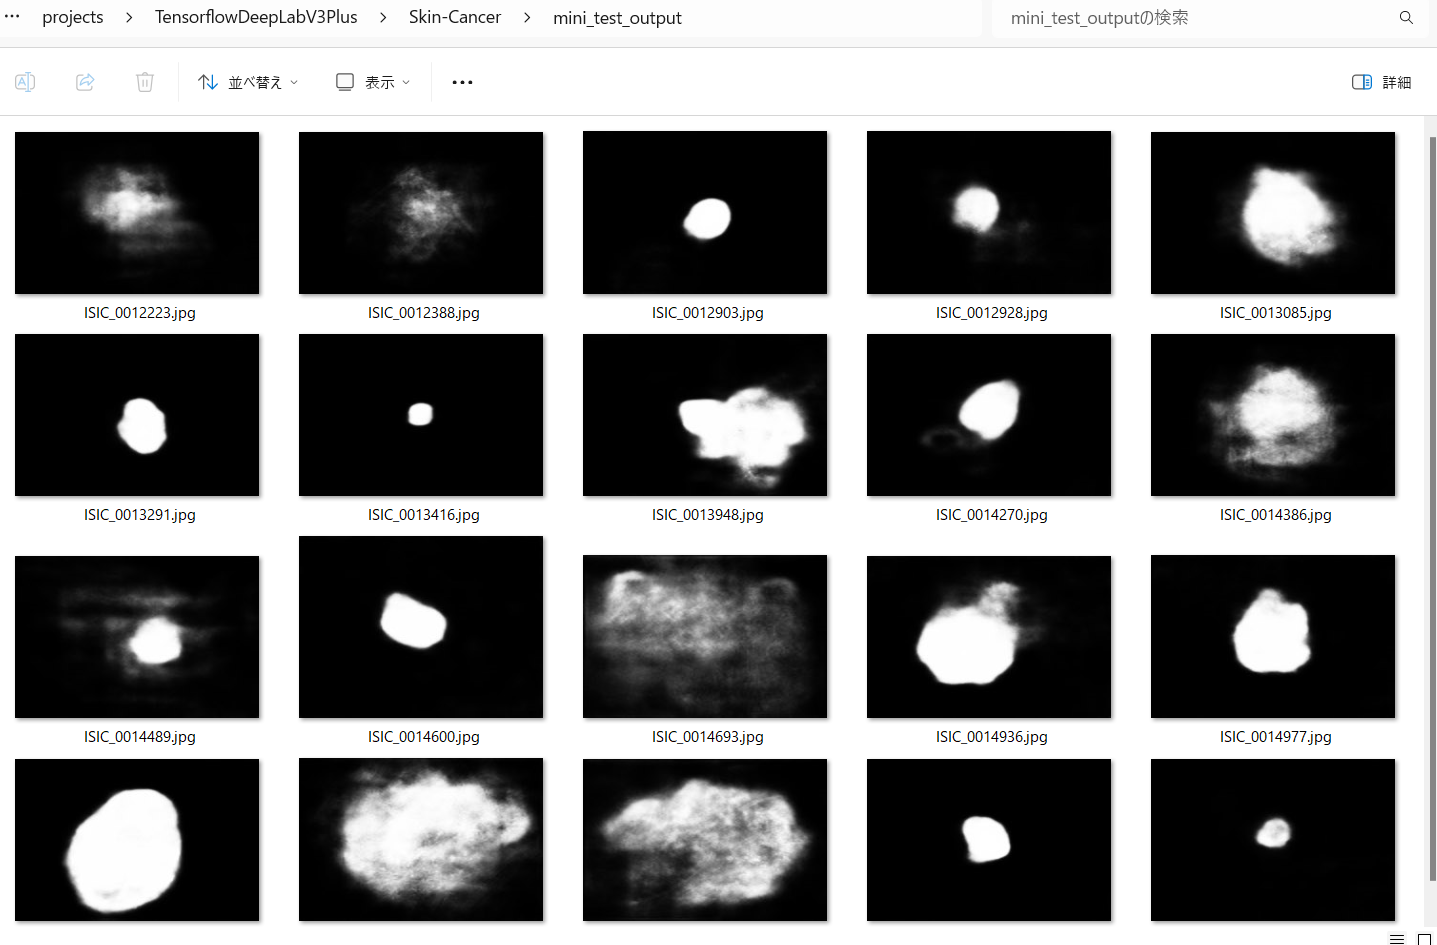 … projects > TensorflowDeepLabV3Plus > Skin-Cancer > mini_test_output
mini_test_outputの検索
並べ替え
表示
詳細
ISIC_0012223.jpg
ISIC_0012388.jpg
ISIC_0012903.jpg
ISIC_0012928.jpg
ISIC_0013085.jpg
ISIC_0013291.jpg
ISIC_0013416.jpg
ISIC_0013948.jpg
ISIC_0014270.jpg
ISIC_0014386.jpg
ISIC_0014489.jpg
ISIC_0014600.jpg
ISIC_0014693.jpg
ISIC_0014936.jpg
ISIC_0014977.jpg